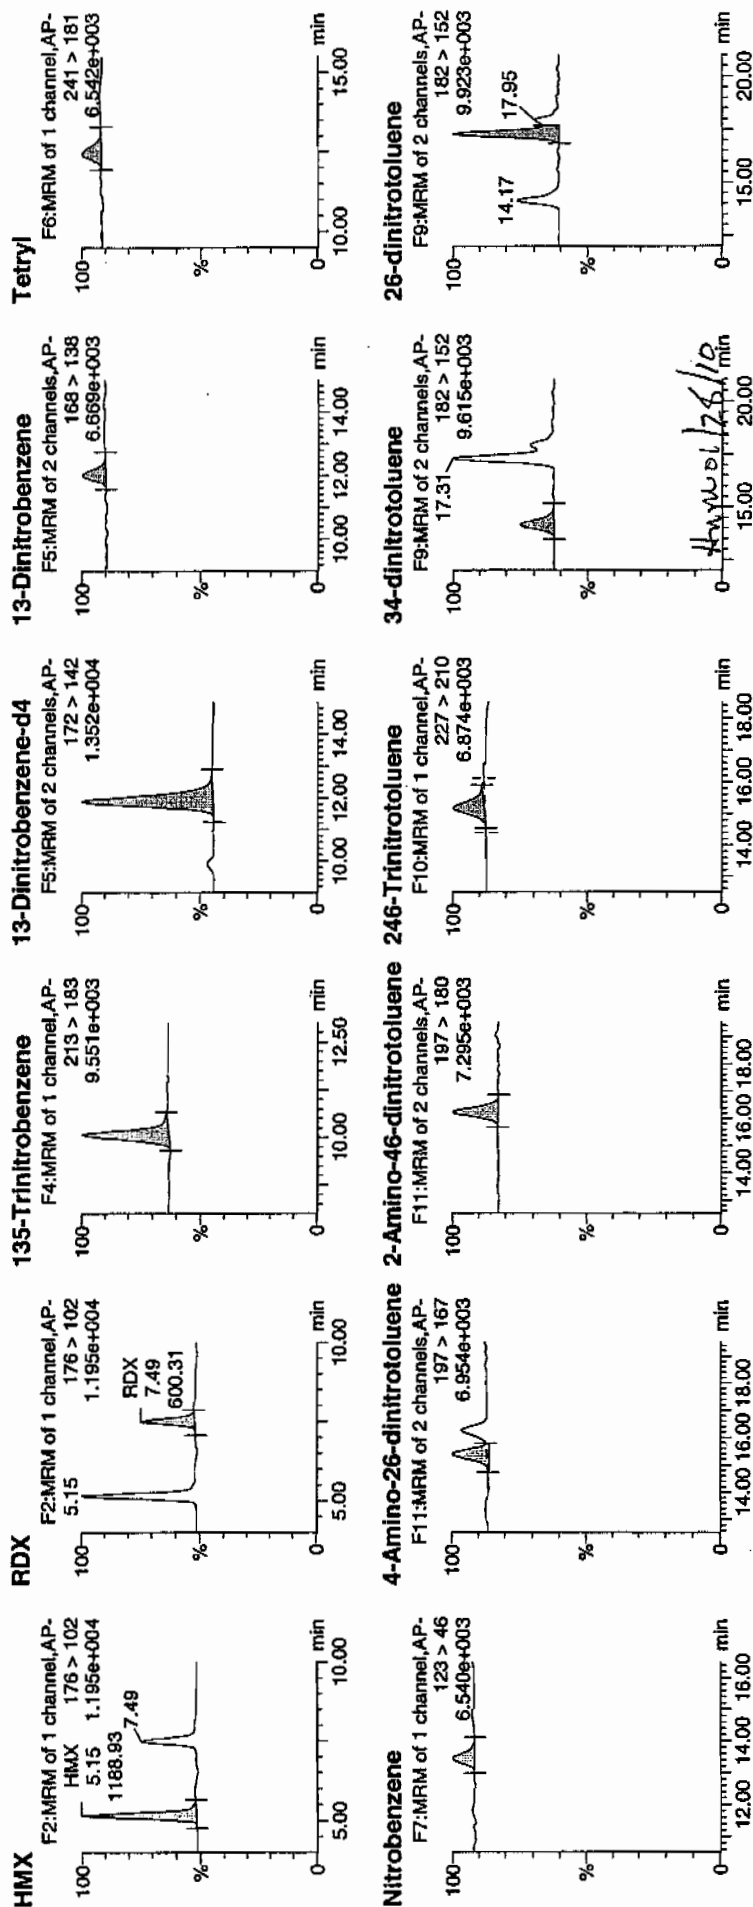 HMX
F2:MRM of 1 channel,AP-
HMX 176 > 102
5.15 1.195e+004
1188.93
7.49
100
%
0
5.00 10.00 min
RDX
F2:MRM of 1 channel,AP-
5.15 176 > 102
1.195e+004
RDX
7.49
600.31
100
%
0
5.00 10.00 min
135-Trinitrobenzene
F4:MRM of 1 channel,AP-
213 > 183
9.551e+003
100
%
0
10.00 12.50 min
13-Dinitrobenzene-d4
F5:MRM of 2 channels,AP-
172 > 142
1.352e+004
100
%
0
10.00 12.00 14.00 min
13-Dinitrobenzene
F5:MRM of 2 channels,AP-
168 > 138
6.669e+003
100
%
0
10.00 12.00 14.00 min
Tetryl
F6:MRM of 1 channel,AP-
241 > 181
6.542e+003
100
%
0
10.00 15.00 min
Nitrobenzene
F7:MRM of 1 channel,AP-
123 > 46
6.540e+003
100
%
0
12.00 14.00 16.00 min
4-Amino-26-dinitrotoluene
F11:MRM of 2 channels,AP-
197 > 167
6.954e+003
100
%
0
14.00 16.00 18.00 min
2-Amino-46-dinitrotoluene
F11:MRM of 2 channels,AP-
197 > 180
7.295e+003
100
%
0
14.00 16.00 18.00 min
246-Trinitrotoluene
F10:MRM of 1 channel,AP-
227 > 210
6.874e+003
100
%
0
14.00 16.00 18.00 min
34-dinitrotoluene
F9:MRM of 2 channels,AP-
17.31 182 > 152
9.615e+003
100
%
0
15.00 20.00 min
1/28/10
26-dinitrotoluene
F9:MRM of 2 channels,AP-
182 > 152
9.923e+003
17.95
14.17
100
%
0
15.00 20.00 min